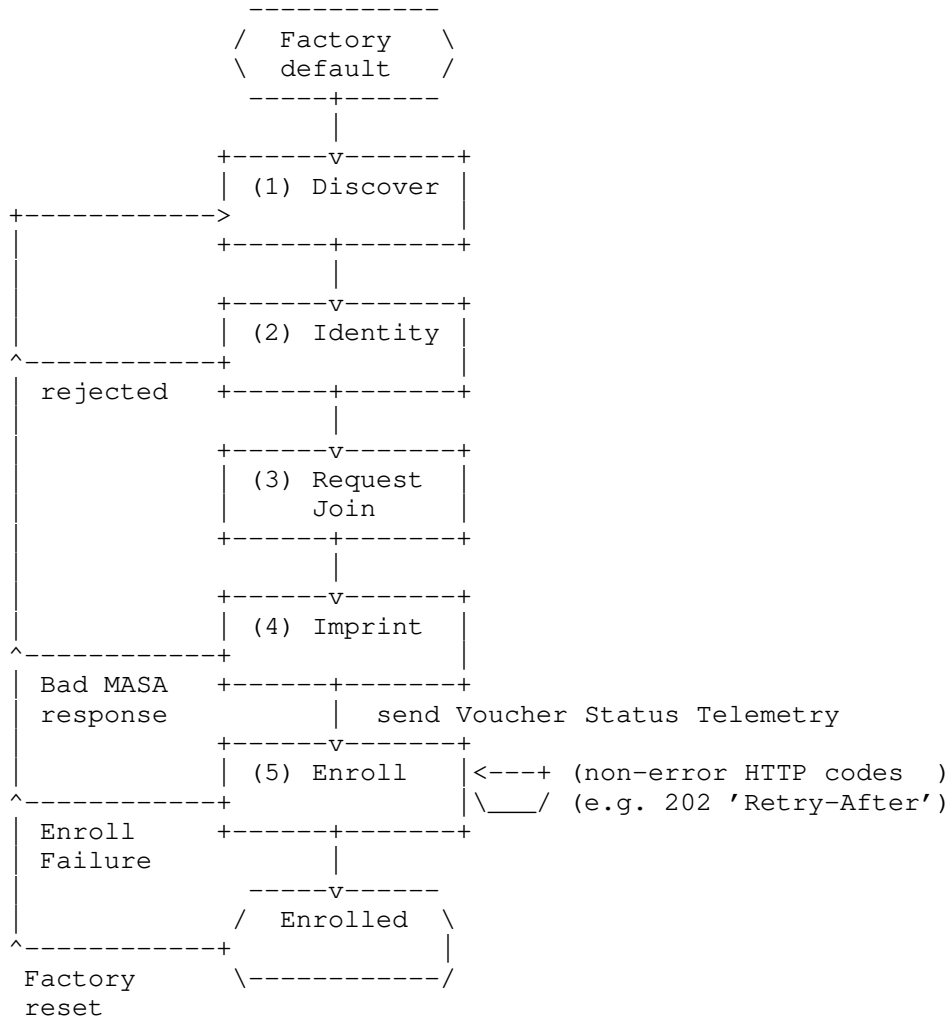 Factory
default
(1) Discover
(2) Identity
rejected
(3) Request
Join
(4) Imprint
Bad MASA
response
send Voucher Status Telemetry
(5) Enroll
(non-error HTTP codes )
(e.g. 202 'Retry-After')
Enroll
Failure
Enrolled
Factory
reset